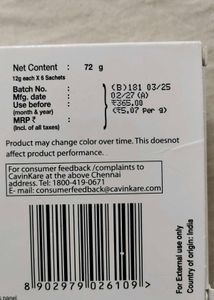 Net Content : 72 g
12g each X 6 Sachets
Batch No. : (B)181 03/25
Mfg. date : 02/27 (A)
Use before : ₹365.00
(month & year) (₹5.07 Per g)
MRP ₹ :
(Incl. of all taxes)
Product may change color over time. This doesnot
affect product performance.
For consumer feedback /complaints to
CavinKare at the above Chennai
address. Tel: 1800-419-0671
E- mail: consumerfeedback@cavinkare.com
For External use only
Country of origin: India
8 902979 026109 >
panel